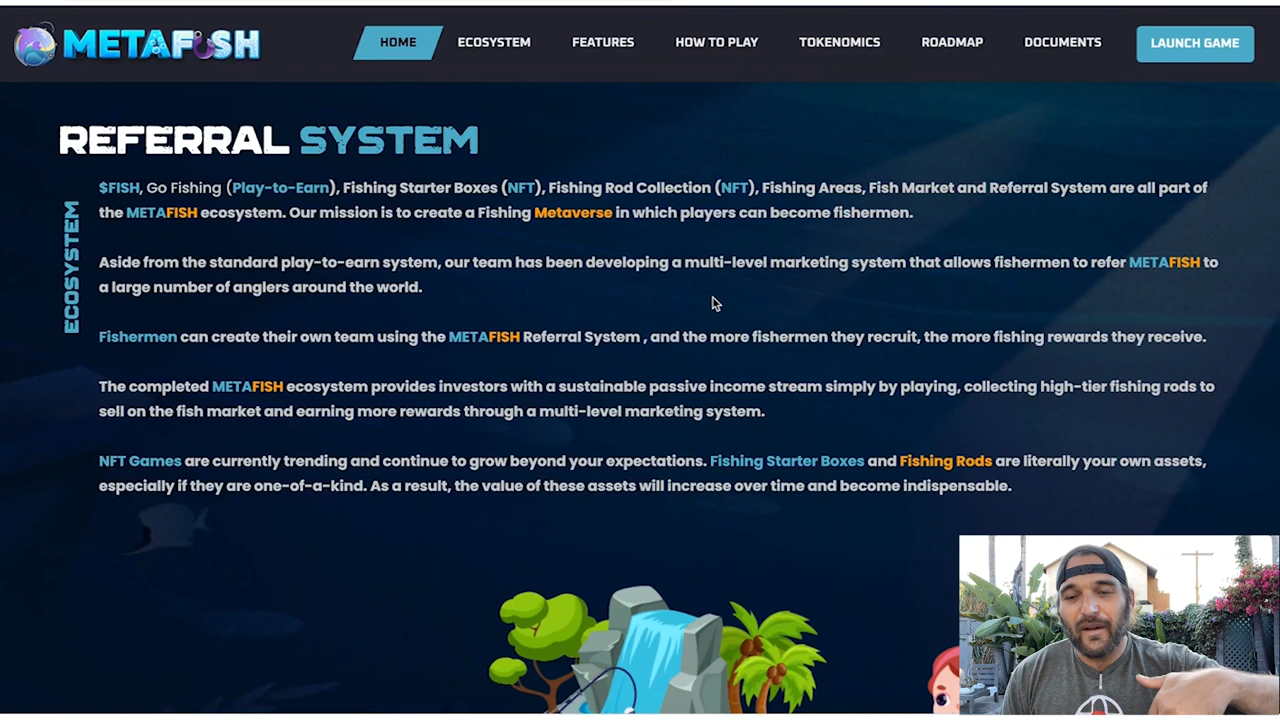 METAFISH
HOME ECOSYSTEM FEATURES HOW TO PLAY TOKENOMICS ROADMAP DOCUMENTS LAUNCH GAME
REFERRAL SYSTEM
ECOSYSTEM
$FISH, Go Fishing (Play-to-Earn), Fishing Starter Boxes (NFT), Fishing Rod Collection (NFT), Fishing Areas, Fish Market and Referral System are all part of
the METAFISH ecosystem. Our mission is to create a Fishing Metaverse in which players can become fishermen.
Aside from the standard play-to-earn system, our team has been developing a multi-level marketing system that allows fishermen to refer METAFISH to
a large number of anglers around the world.
Fishermen can create their own team using the METAFISH Referral System , and the more fishermen they recruit, the more fishing rewards they receive.
The completed METAFISH ecosystem provides investors with a sustainable passive income stream simply by playing, collecting high-tier fishing rods to
sell on the fish market and earning more rewards through a multi-level marketing system.
NFT Games are currently trending and continue to grow beyond your expectations. Fishing Starter Boxes and Fishing Rods are literally your own assets,
especially if they are one-of-a-kind. As a result, the value of these assets will increase over time and become indispensable.